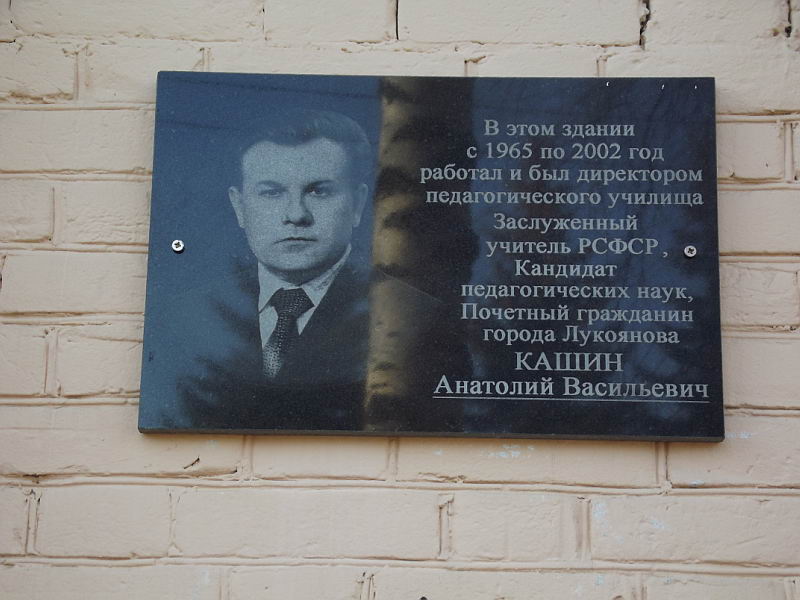 В этом здании
с 1965 по 2002 год
работал и был директором
педагогического училища
Заслуженный
учитель РСФСР,
Кандидат
педагогических наук,
Почетный гражданин
города Лукоянова
КАШИН
Анатолий Васильевич